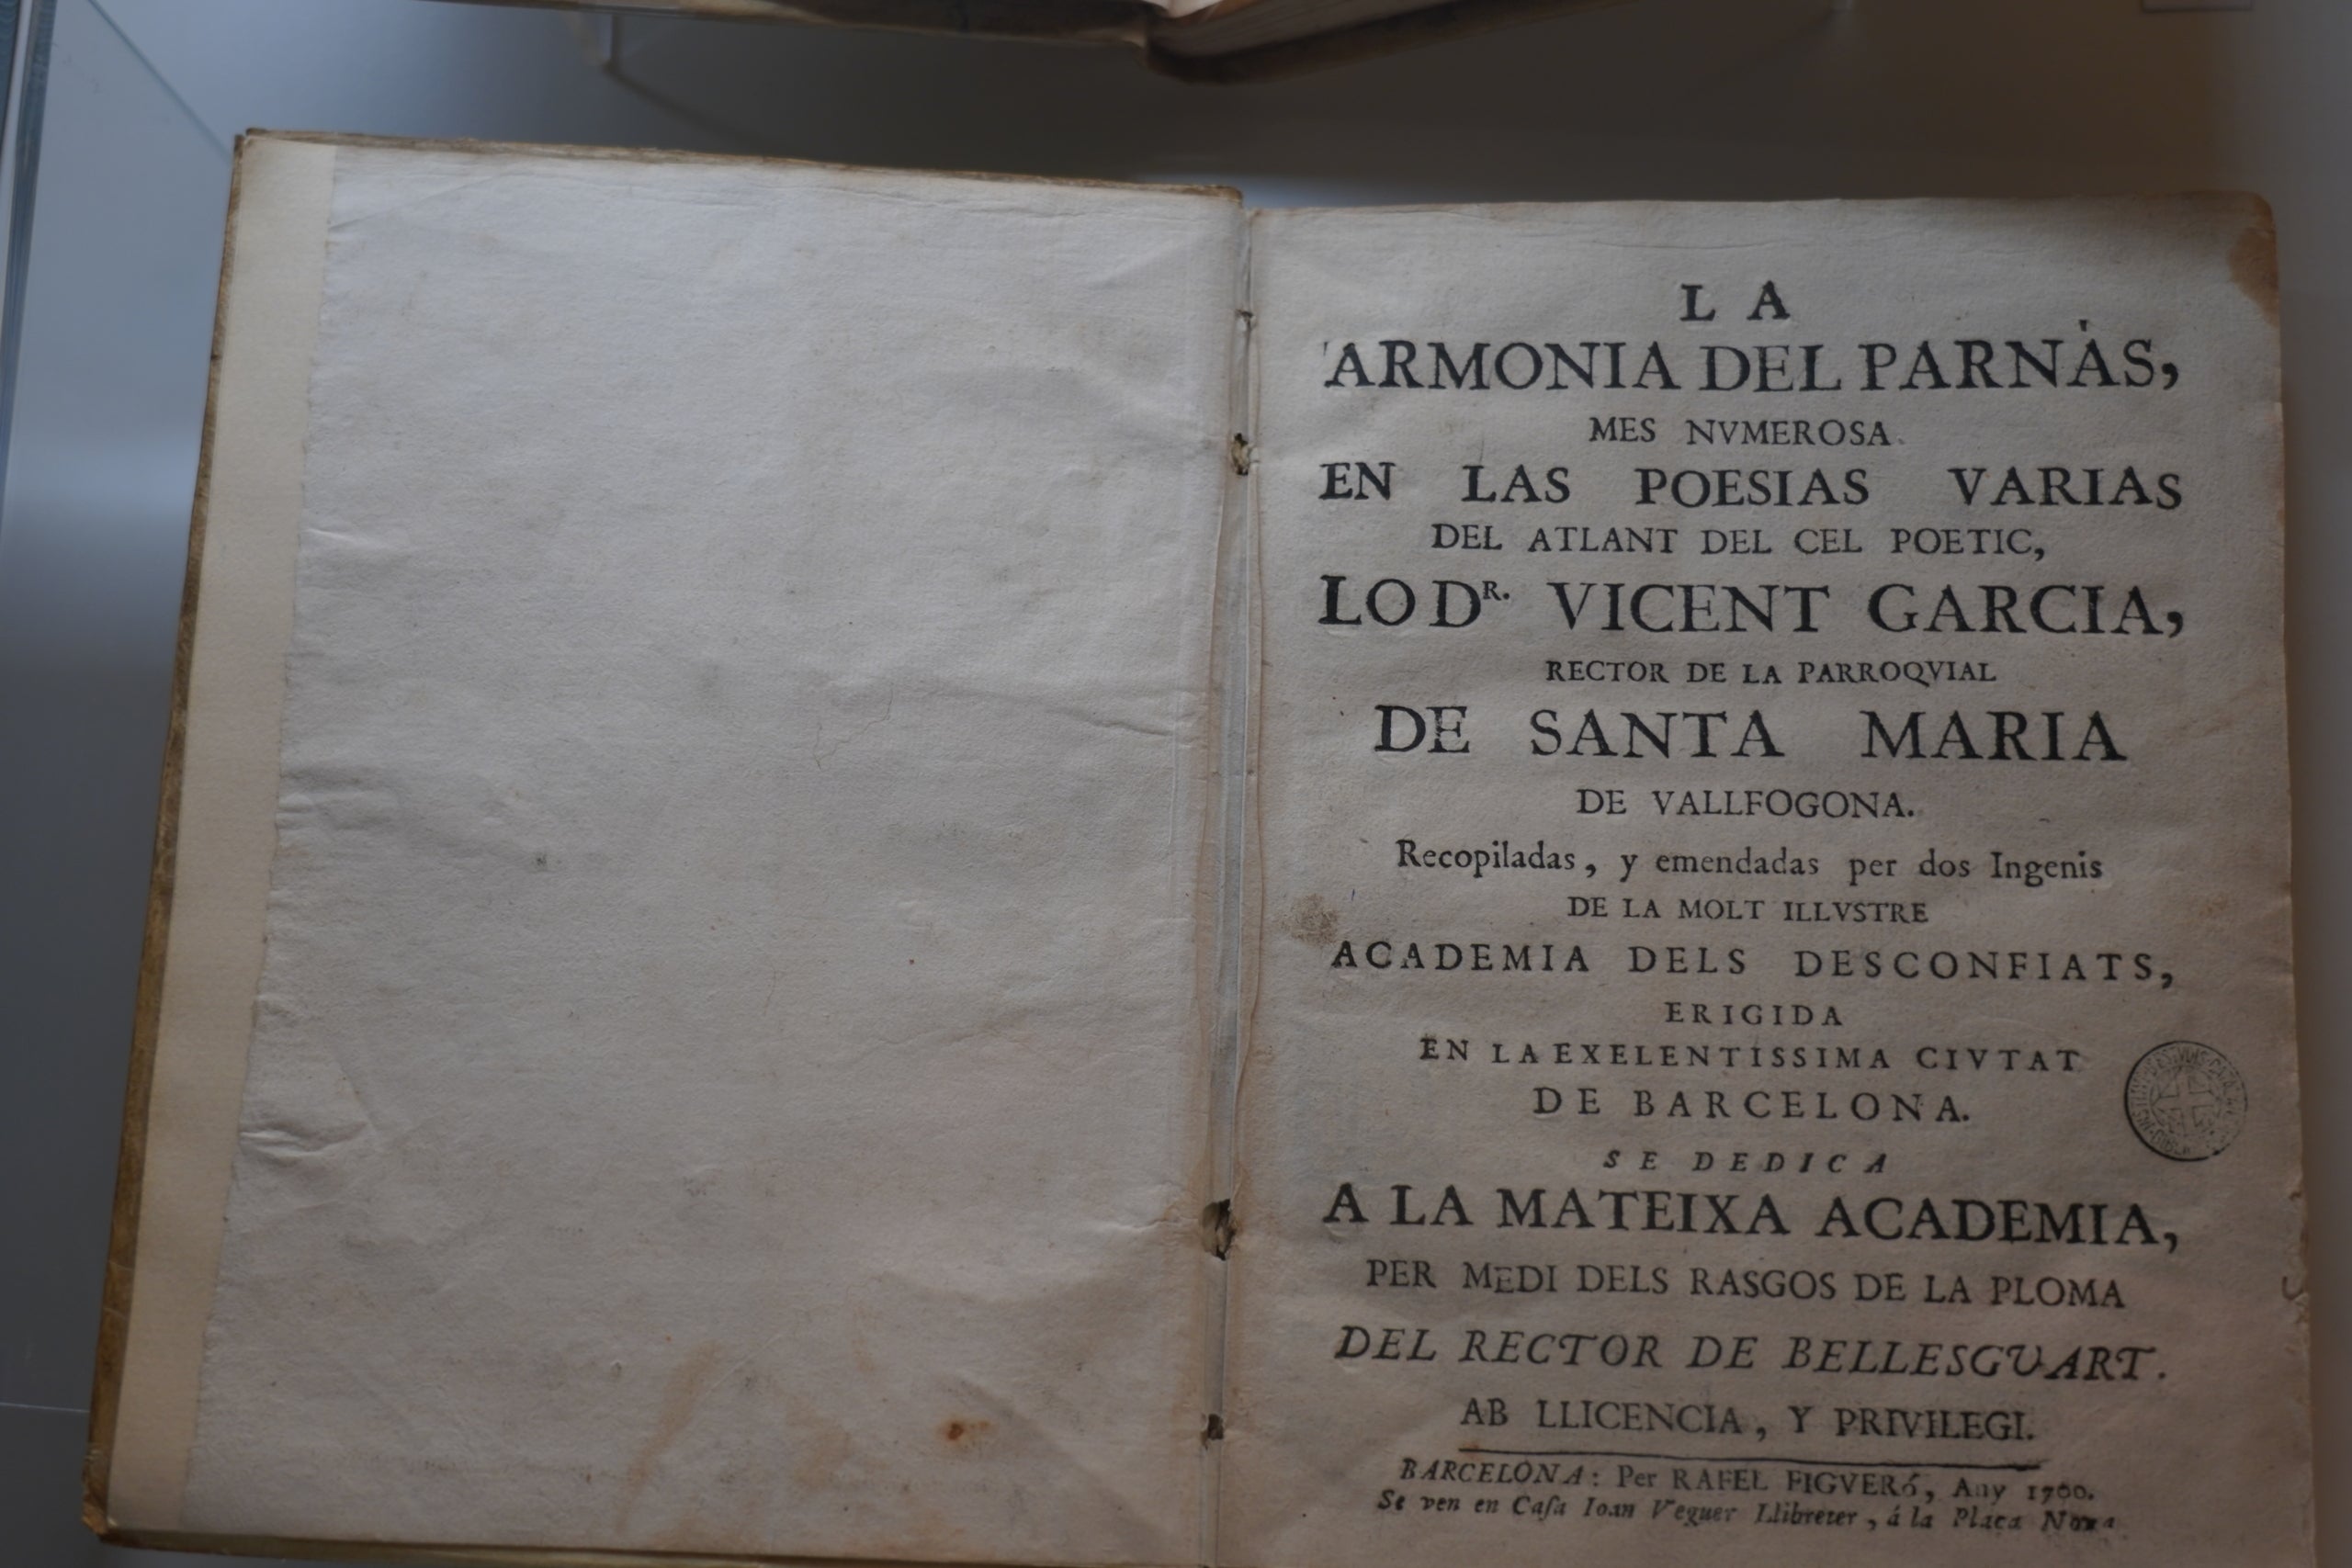 LA
ARMONIA DEL PARNÀS,
MES NVMEROSA
EN LAS POESIAS VARIAS
DEL ATLANT DEL CEL POETIC,
LO DR. VICENT GARCIA,
RECTOR DE LA PARROQVIAL
DE SANTA MARIA
DE VALLFOGONA.
Recopiladas, y emendadas per dos Ingenis
DE LA MOLT ILLVSTRE
ACADEMIA DELS DESCONFIATS,
ERIGIDA
EN LA EXELENTISSIMA CIVTAT
DE BARCELONA.
SE DEDICA
A LA MATEIXA ACADEMIA,
PER MEDI DELS RASGOS DE LA PLOMA
DEL RECTOR DE BELLESGUART.
AB LLICENCIA, Y PRIVILEGI.
BARCELONA: Per RAFEL FIGVERó, Any 1700.
Se ven en Caſa Ioan Veguer Llibreter, á la Plaça Nova